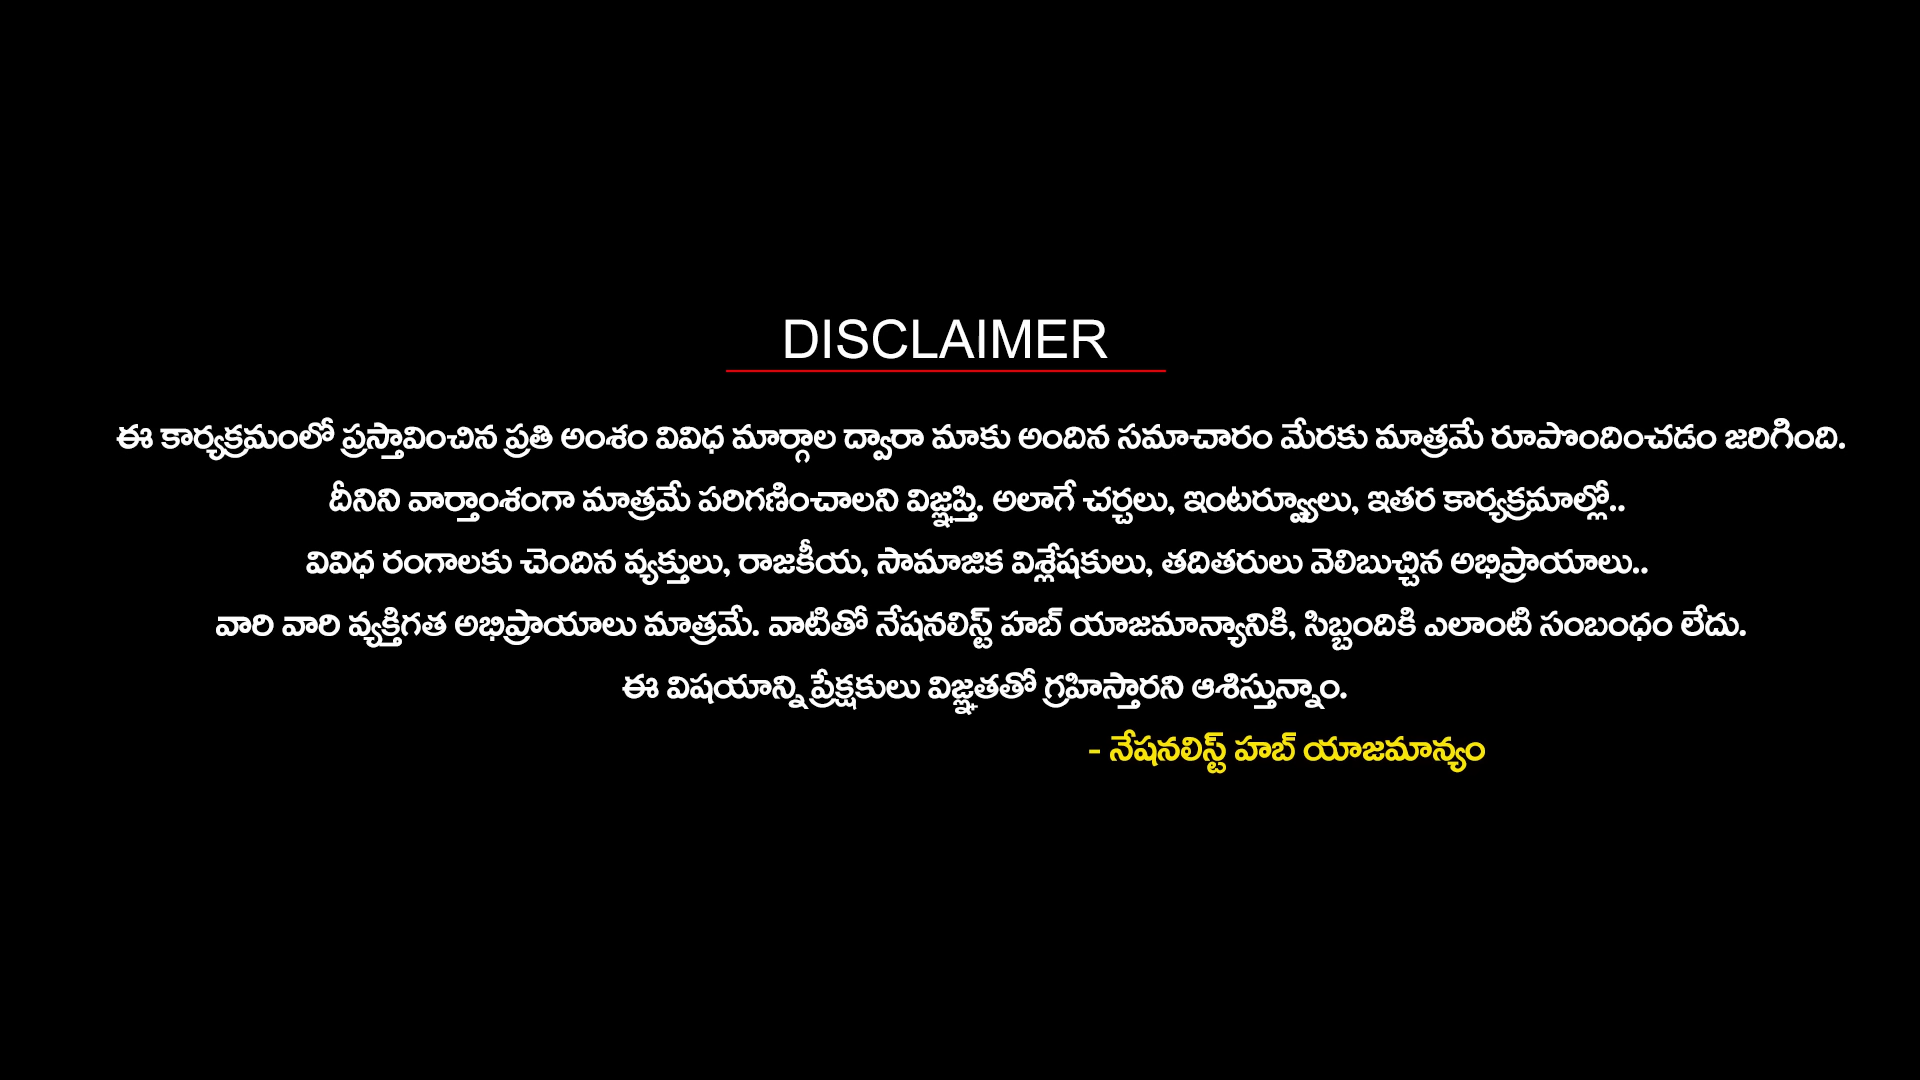 DISCLAIMER
ఈ కార్యక్రమంలో ప్రస్తావించిన ప్రతి అంశం వివిధ మార్గాల ద్వారా మాకు అందిన సమాచారం మేరకు మాత్రమే రూపొందించడం జరిగింది.
దీనిని వార్తాంశంగా మాత్రమే పరిగణించాలని విజ్ఞప్తి. అలాగే చర్చలు, ఇంటర్వ్యూలు, ఇతర కార్యక్రమాల్లో..
వివిధ రంగాలకు చెందిన వ్యక్తులు, రాజకీయ, సామాజిక విశ్లేషకులు, తదితరులు వెలిబుచ్చిన అభిప్రాయాలు..
వారి వారి వ్యక్తిగత అభిప్రాయాలు మాత్రమే. వాటితో నేషనలిస్ట్ హబ్ యాజమాన్యానికి, సిబ్బందికి ఎలాంటి సంబంధం లేదు.
ఈ విషయాన్ని ప్రేక్షకులు విజ్ఞతతో గ్రహిస్తారని ఆశిస్తున్నాం.
- నేషనలిస్ట్ హబ్ యాజమాన్యం